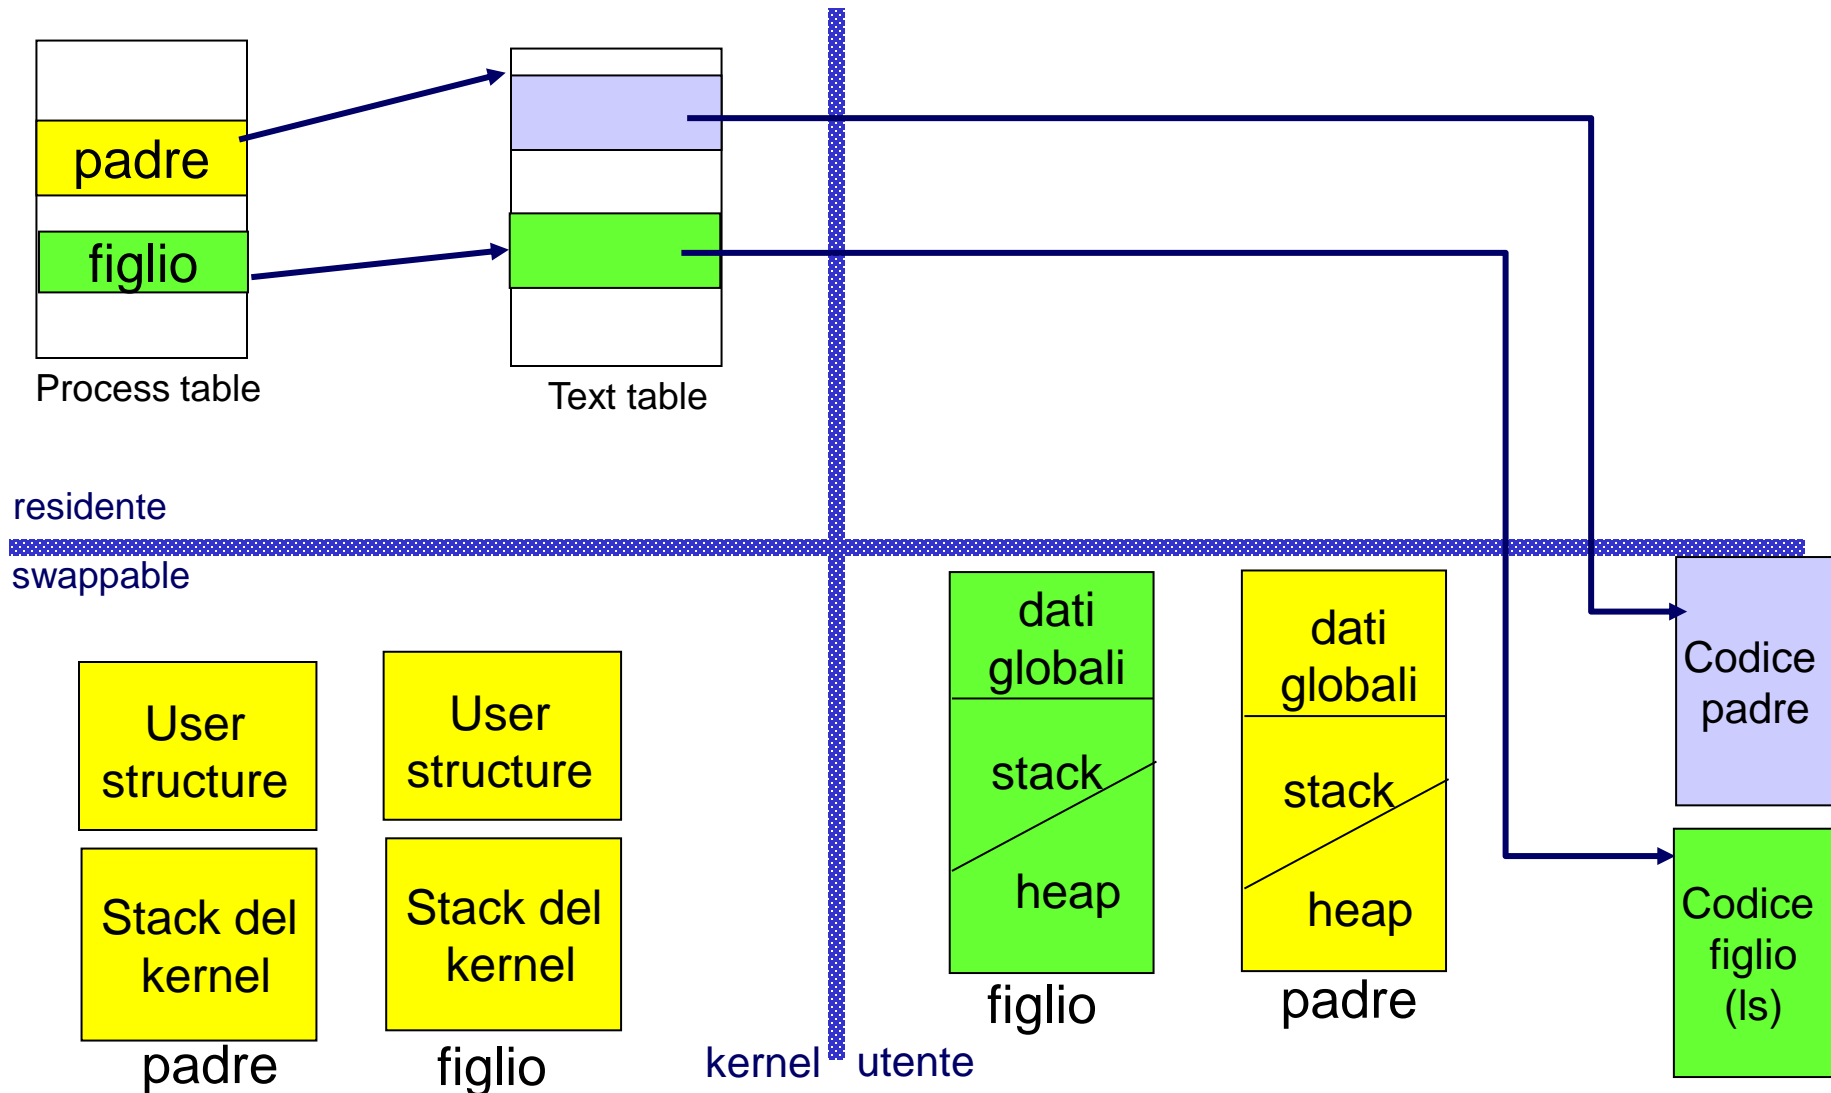 padre
figlio
Process table
Text table
residente
swappable
User
structure
Stack del
kernel
padre
User
structure
Stack del
kernel
figlio
kernel
utente
dati
globali
stack
heap
figlio
dati
globali
stack
heap
padre
Codice
padre
Codice
figlio
(ls)